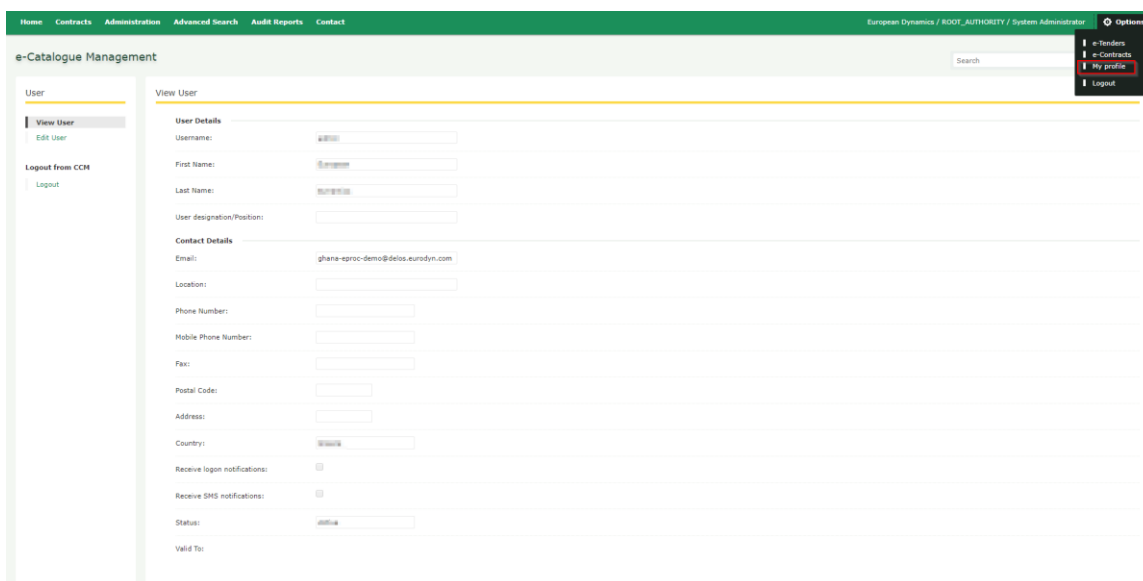 Home Contracts Administration Advanced Search Audit Reports Contact European Dynamics / ROOT_AUTHORITY / System Administrator Options
e-Tenders
e-Contracts
My profile
Logout
e-Catalogue Management
Search
User
View User
Edit User
Logout from CCM
Logout
View User
User Details
Username:
First Name:
Last Name:
User designation/Position:
Contact Details
Email: ghana-eproc-demo@delos.eurodyn.com
Location:
Phone Number:
Mobile Phone Number:
Fax:
Postal Code:
Address:
Country:
Receive logon notifications:
Receive SMS notifications:
Status:
Valid To: